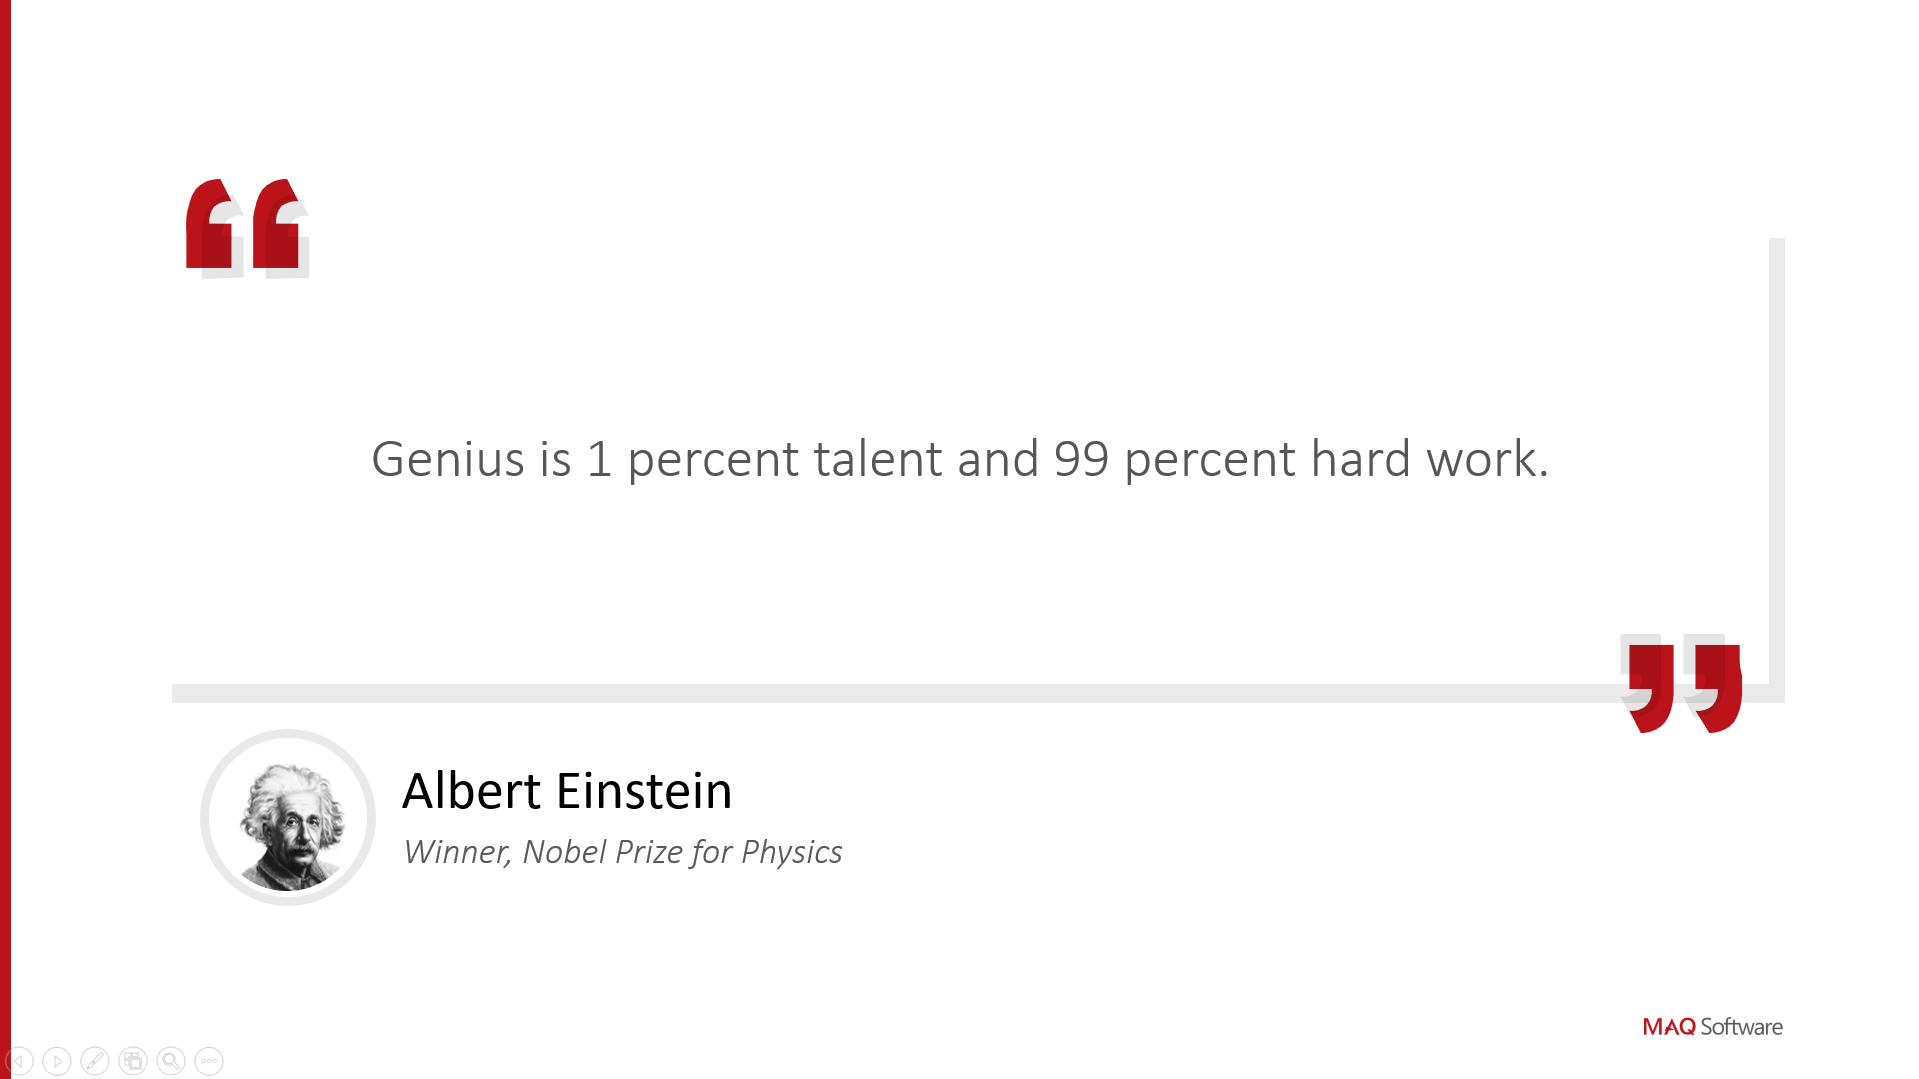 Genius is 1 percent talent and 99 percent hard work.
Albert Einstein
Winner, Nobel Prize for Physics
MAQ Software